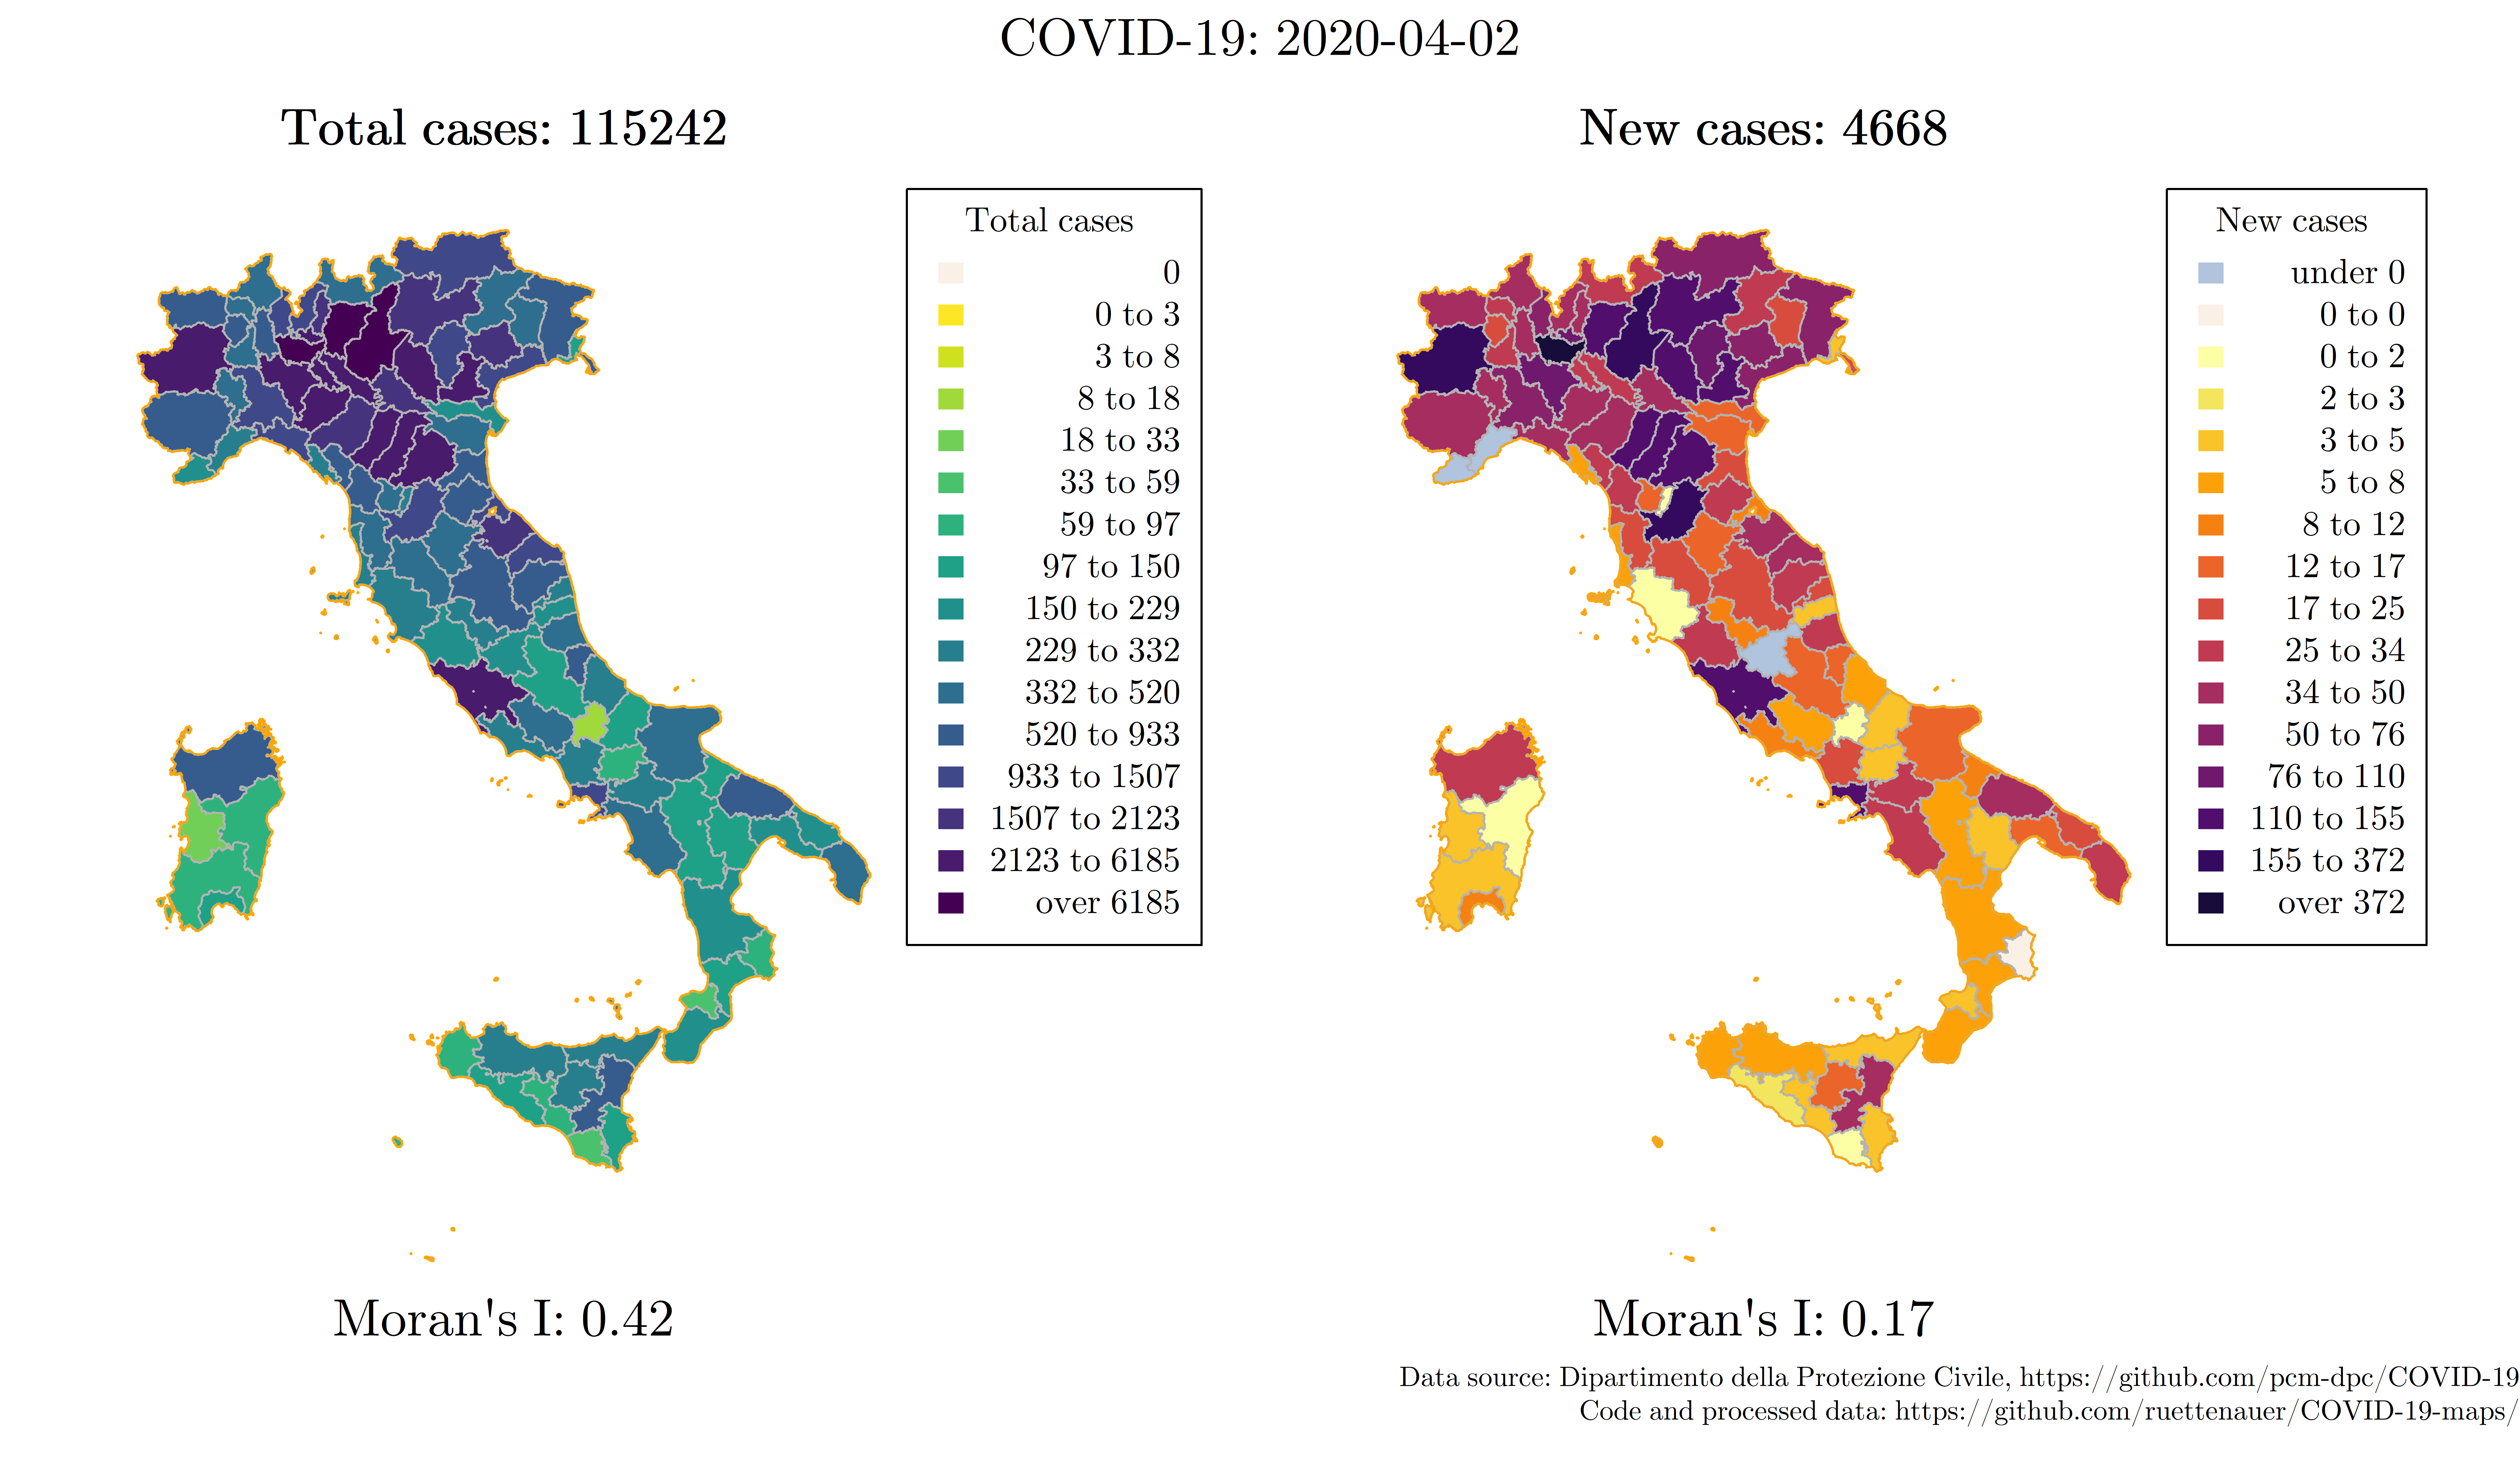 COVID-19: 2020-04-02
Total cases: 115242
Total cases
0
0 to 3
3 to 8
8 to 18
18 to 33
33 to 59
59 to 97
97 to 150
150 to 229
229 to 332
332 to 520
520 to 933
933 to 1507
1507 to 2123
2123 to 6185
over 6185
Moran's I: 0.42
New cases: 4668
New cases
under 0
0 to 0
0 to 2
2 to 3
3 to 5
5 to 8
8 to 12
12 to 17
17 to 25
25 to 34
34 to 50
50 to 76
76 to 110
110 to 155
155 to 372
over 372
Moran's I: 0.17
Data source: Dipartimento della Protezione Civile, https://github.com/pcm-dpc/COVID-19
Code and processed data: https://github.com/ruettenauer/COVID-19-maps/